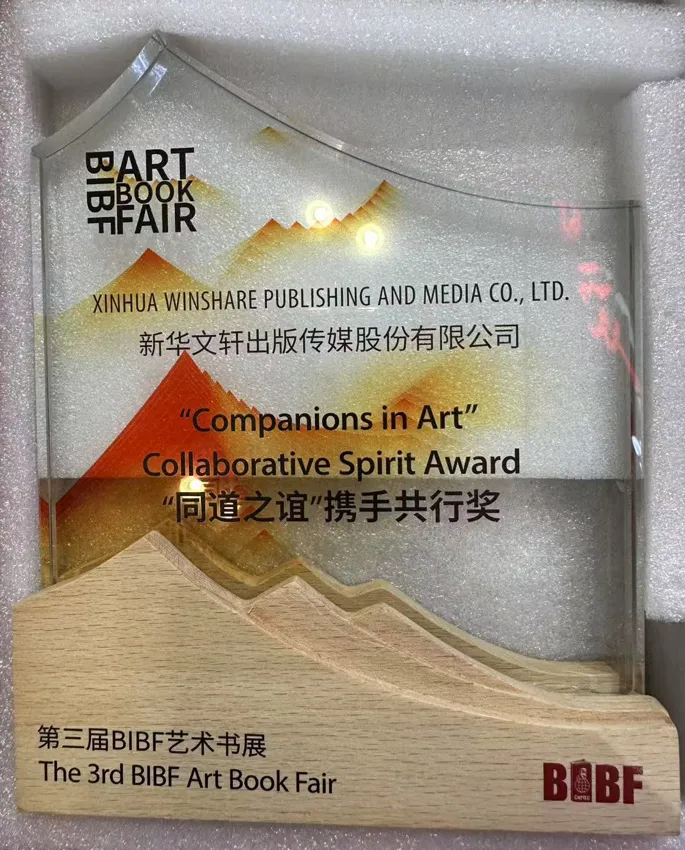 BIBF ART
BOOK
FAIR
XINHUA WINSHARE PUBLISHING AND MEDIA CO., LTD.
新华文轩出版传媒股份有限公司
“Companions in Art”
Collaborative Spirit Award
“同道之谊”携手共行奖
第三届BIBF艺术书展
The 3rd BIBF Art Book Fair
BIBF